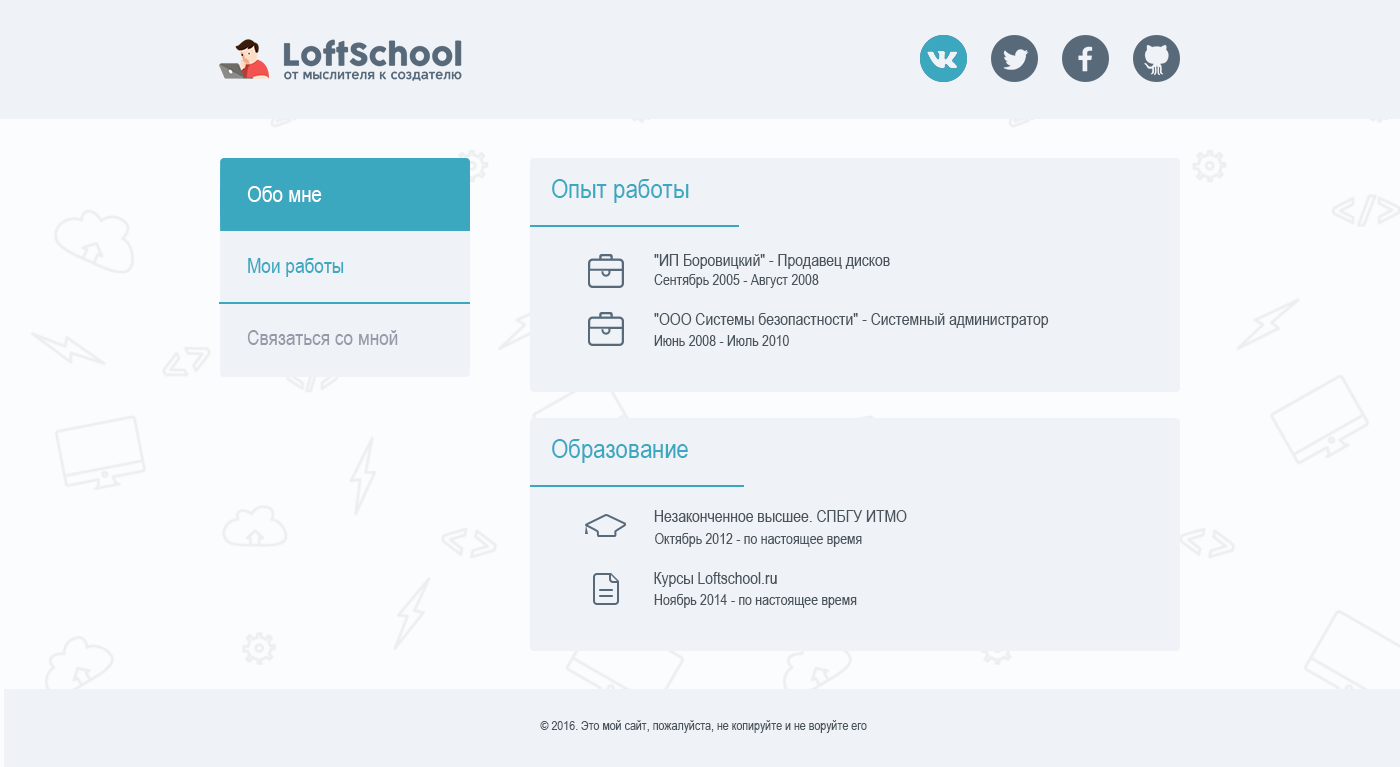 LoftSchool
от мыслителя к создателю
Обо мне
Мои работы
Связаться со мной
Опыт работы
"ИП Боровицкий" - Продавец дисков
Сентябрь 2005 - Август 2008
"ООО Системы безопастности" - Системный администратор
Июнь 2008 - Июль 2010
Образование
Незаконченное высшее. СПБГУ ИТМО
Октябрь 2012 - по настоящее время
Курсы Loftschool.ru
Ноябрь 2014 - по настоящее время
© 2016. Это мой сайт, пожалуйста, не копируйте и не воруйте его